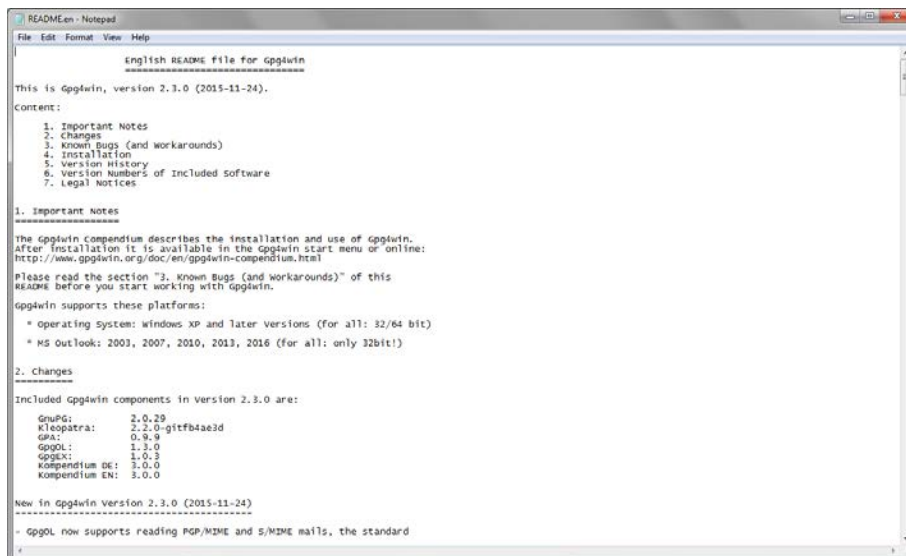 README.en - Notepad
File Edit Format View Help
English README file for Gpg4win
===============================
This is Gpg4win, version 2.3.0 (2015-11-24).
Content:
1. Important Notes
2. Changes
3. Known Bugs (and Workarounds)
4. Installation
5. Version History
6. Version Numbers of Included Software
7. Legal Notices
1. Important Notes
==================
The Gpg4win Compendium describes the installation and use of Gpg4win.
After installation it is available in the Gpg4win start menu or online:
http://www.gpg4win.org/doc/en/gpg4win-compendium.html
Please read the section "3. Known Bugs (and Workarounds)" of this
README before you start working with Gpg4win.
Gpg4win supports these platforms:
* Operating System: Windows XP and later Versions (for all: 32/64 bit)
* MS Outlook: 2003, 2007, 2010, 2013, 2016 (for all: only 32bit!)
2. Changes
==========
Included Gpg4win components in Version 2.3.0 are:
GnuPG: 2.0.29
Kleopatra: 2.2.0-gitfb4ae3d
GPA: 0.9.9
GpgOL: 1.3.0
GpgEX: 1.0.3
Kompendium DE: 3.0.0
Kompendium EN: 3.0.0
New in Gpg4win Version 2.3.0 (2015-11-24)
-----------------------------------------
- GpgOL now supports reading PGP/MIME and S/MIME mails, the standard